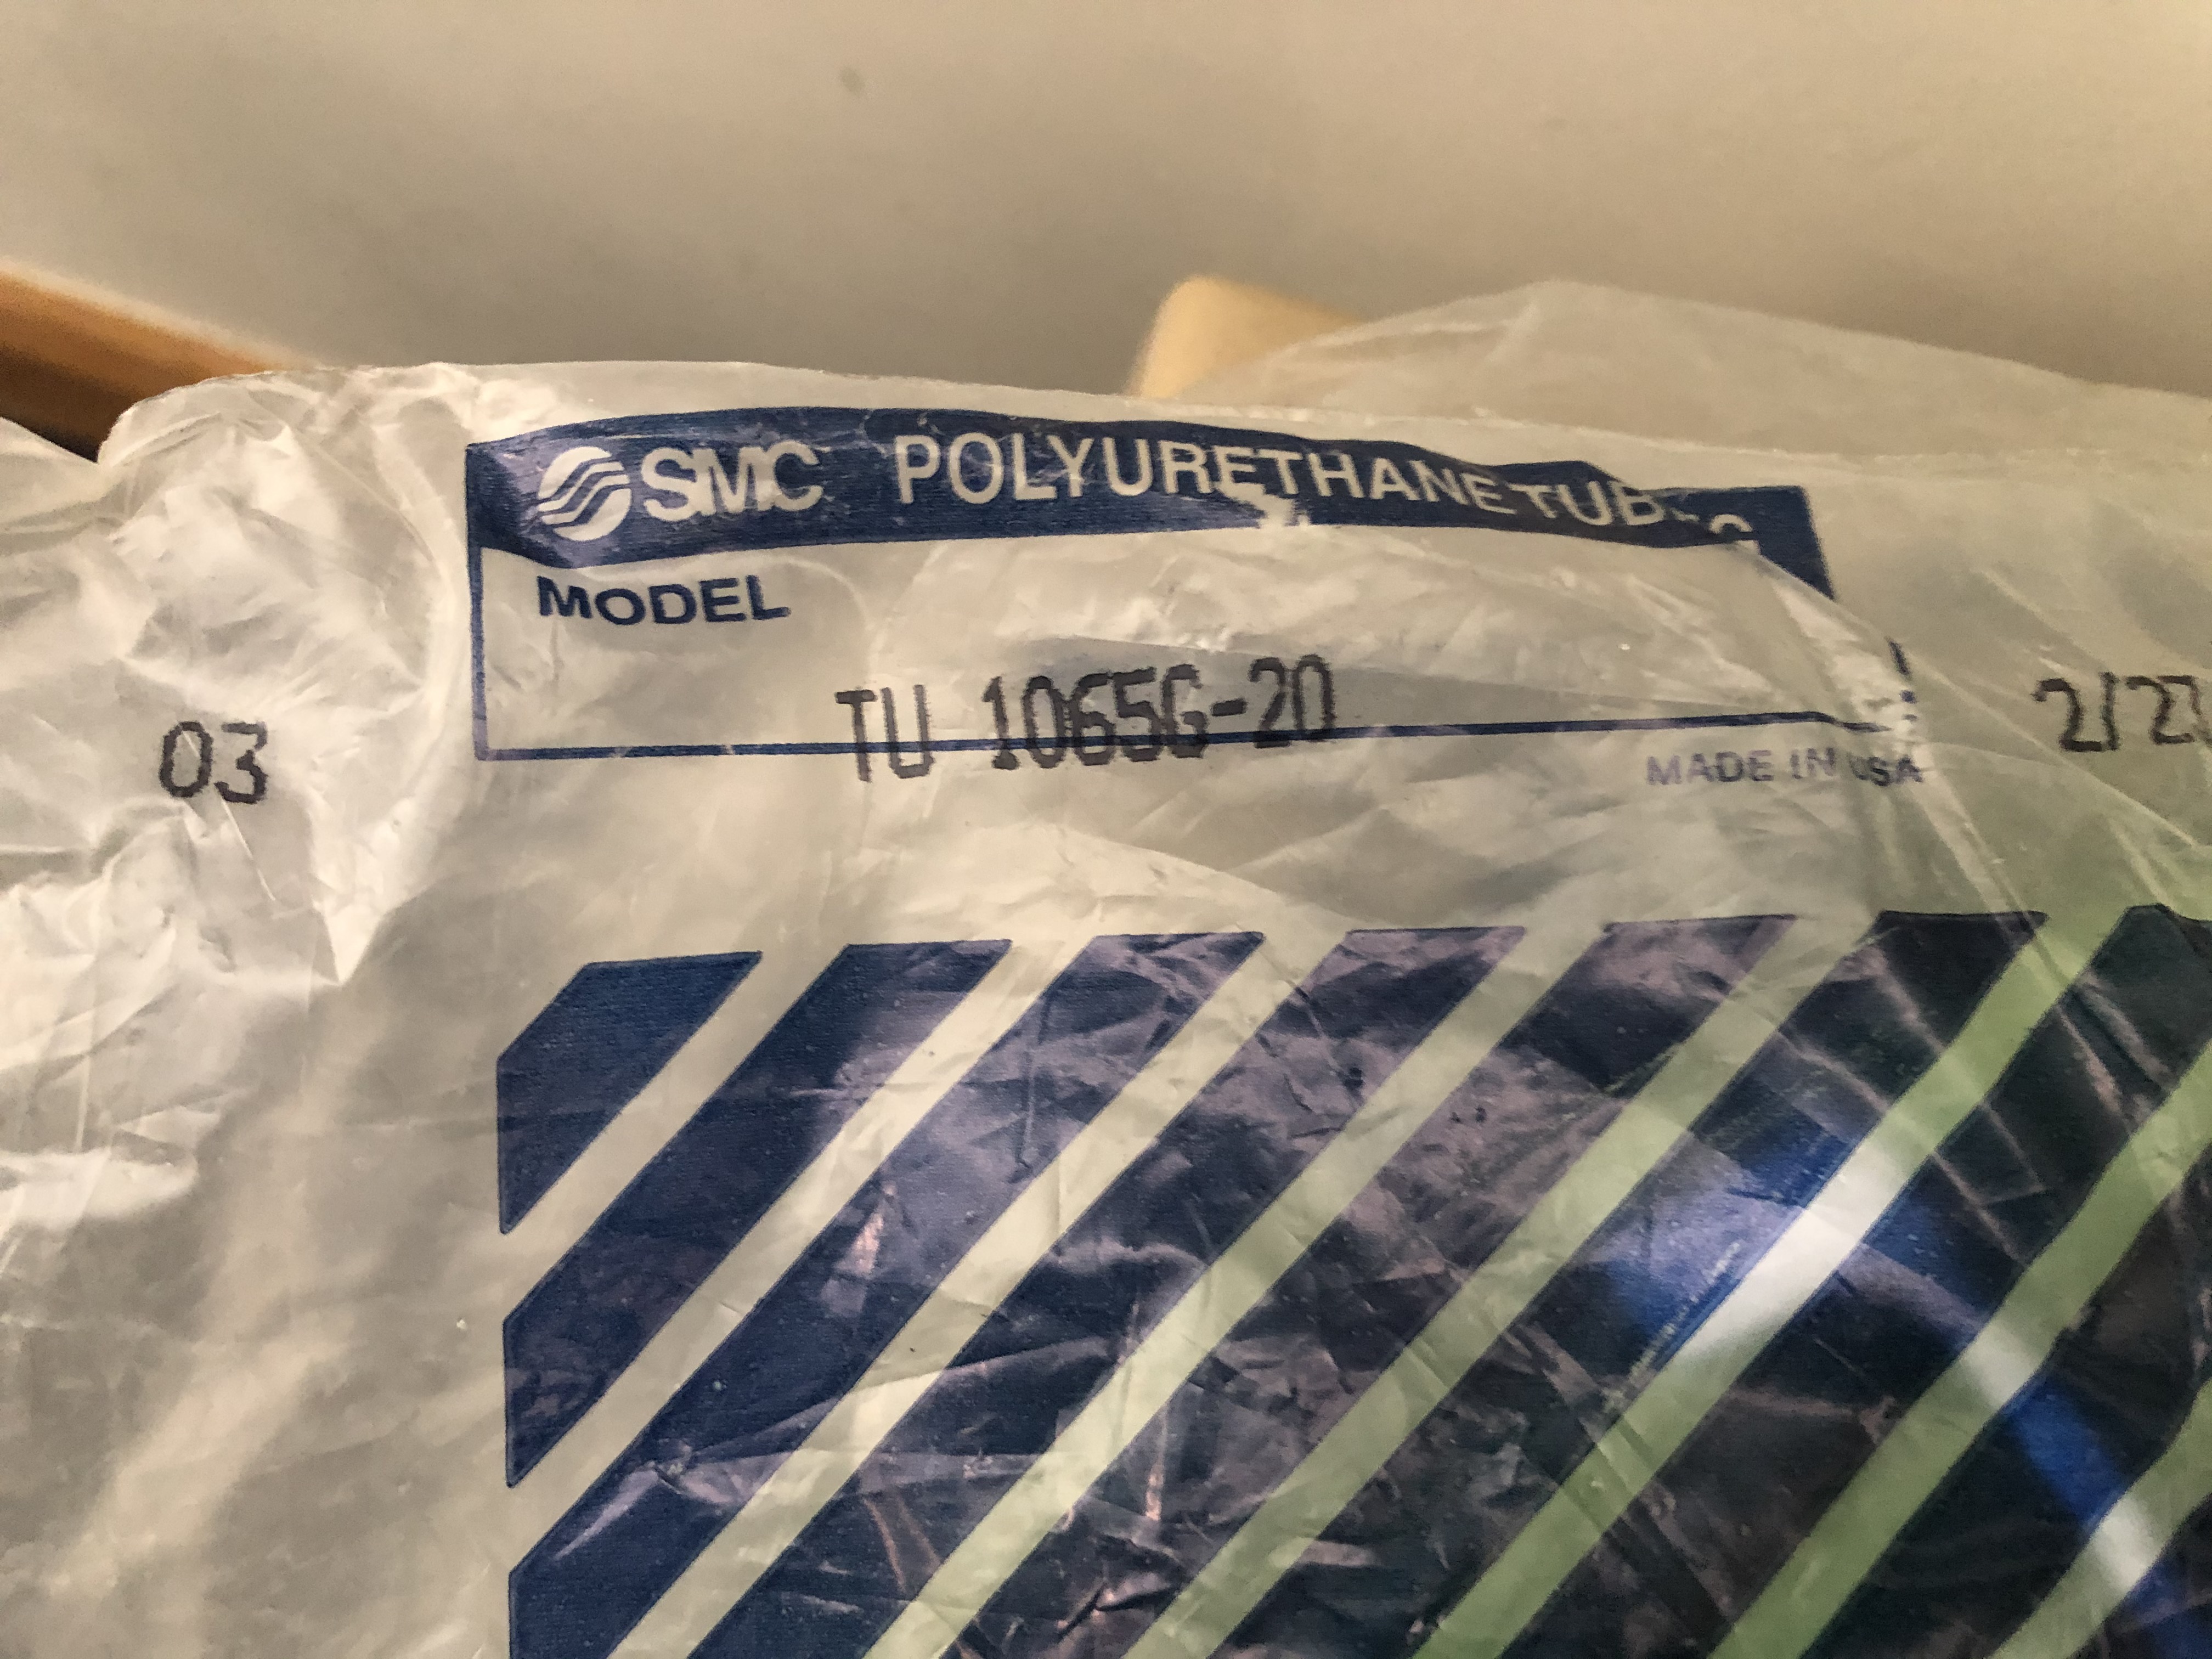 SMC POLYURETHANE
MODEL
TU 1065G-20
03
MADE IN USA